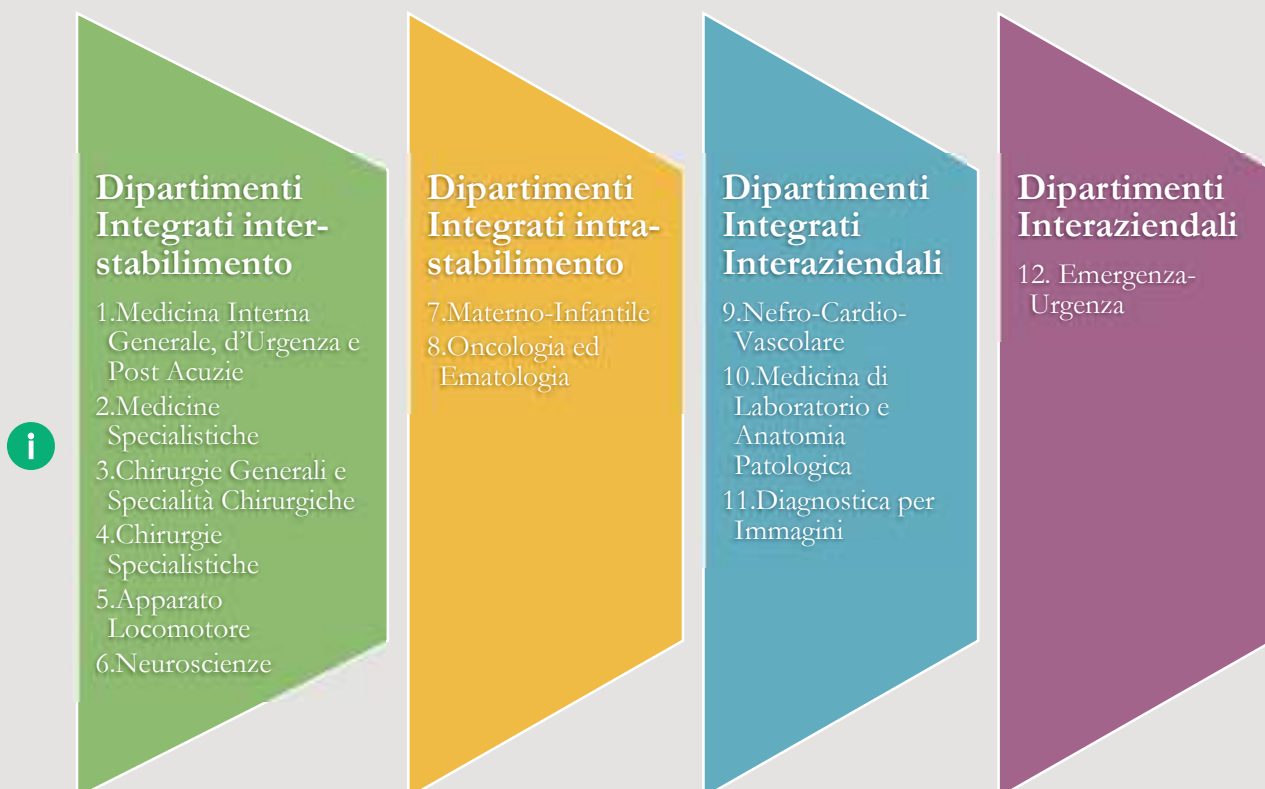 Dipartimenti
Integrati inter-
stabilimento
1.Medicina Interna
Generale, d'Urgenza e
Post Acuzie
2.Medicine
Specialistiche
3.Chirurgie Generali e
Specialità Chirurgiche
4.Chirurgie
Specialistiche
5.Apparato
Locomotore
6.Neuroscienze
Dipartimenti
Integrati intra-
stabilimento
7.Materno-Infantile
8.Oncologia ed
Ematologia
Dipartimenti
Integrati
Interaziendali
9.Nefro-Cardio-
Vascolare
10.Medicina di
Laboratorio e
Anatomia
Patologica
11.Diagnostica per
Immagini
Dipartimenti
Interaziendali
12. Emergenza-
Urgenza
i